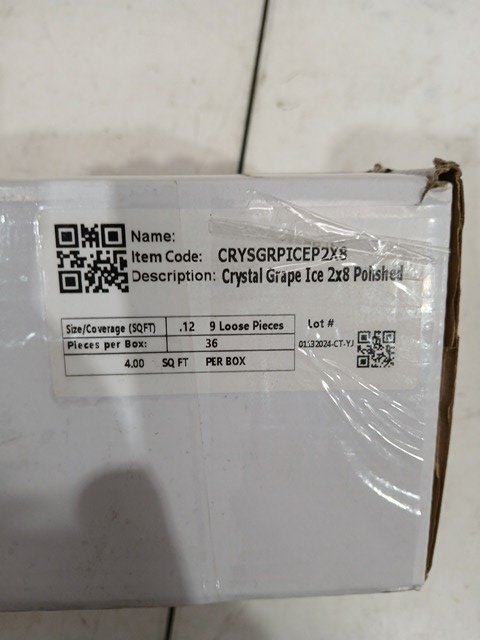 Name:
Item Code: CRYSGRPICEP2X8
Description: Crystal Grape Ice 2x8 Polished
Size/Coverage (SQFT) .12 9 Loose Pieces
Lot #
Pieces per Box: 36
01132024-CT-YJ
4.00 SQ FT PER BOX